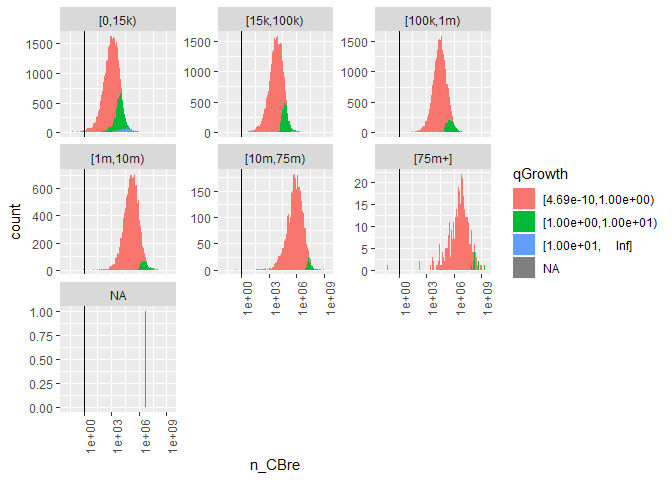 [0,15k) [15k,100k) [100k,1m)
1500
1000
500
0
1500
1000
500
0
1500
1000
500
0
[1m,10m) [10m,75m) [75m+]
600
400
200
0
150
100
50
0
20
15
10
5
0
1e+00 1e+03 1e+06 1e+09
1e+00 1e+03 1e+06 1e+09
NA
1.00
0.75
0.50
0.25
0.00
1e+00 1e+03 1e+06 1e+09
count
n_CBre
qGrowth
[4.69e-10,1.00e+00)
[1.00e+00,1.00e+01)
[1.00e+01, Inf]
NA